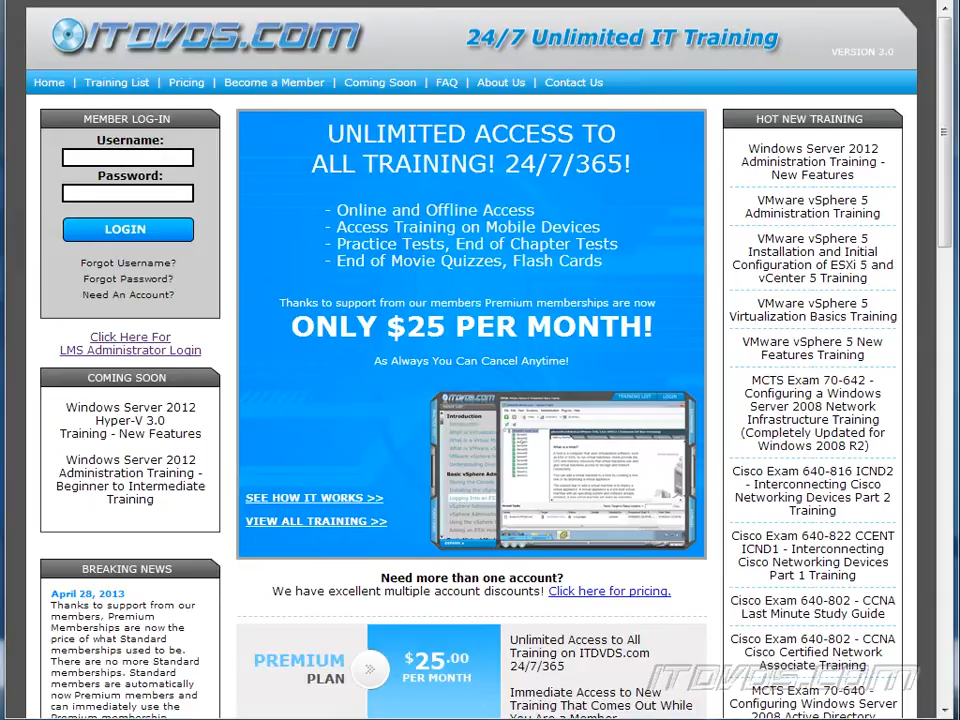 ITDVDS.COM
24/7 Unlimited IT Training
VERSION 3.0
Home | Training List | Pricing | Become a Member | Coming Soon | FAQ | About Us | Contact Us
MEMBER LOG-IN
Username:
Password:
LOGIN
Forgot Username?
Forgot Password?
Need An Account?
Click Here For
LMS Administrator Login
COMING SOON
Windows Server 2012
Hyper-V 3.0
Training - New Features
Windows Server 2012
Administration Training -
Beginner to Intermediate
Training
BREAKING NEWS
April 28, 2013
Thanks to support from our
members, Premium
Memberships are now the
price of what Standard
memberships used to be.
There are no more Standard
memberships. Standard
members are automatically
now Premium members and
can immediately use the
Premium membership
UNLIMITED ACCESS TO
ALL TRAINING! 24/7/365!
- Online and Offline Access
- Access Training on Mobile Devices
- Practice Tests, End of Chapter Tests
- End of Movie Quizzes, Flash Cards
Thanks to support from our members Premium memberships are now
ONLY $25 PER MONTH!
As Always You Can Cancel Anytime!
ITDVDS.COM
TRAINING LIST
LOGIN
Introduction
SEE HOW IT WORKS >>
VIEW ALL TRAINING >>
Need more than one account?
We have excellent multiple account discounts! Click here for pricing.
PREMIUM
PLAN
$25.00
PER MONTH
Unlimited Access to All
Training on ITDVDS.com
24/7/365
Immediate Access to New
Training That Comes Out While
You Are a Member
HOT NEW TRAINING
Windows Server 2012
Administration Training -
New Features
VMware vSphere 5
Administration Training
VMware vSphere 5
Installation and Initial
Configuration of ESXi 5 and
vCenter 5 Training
VMware vSphere 5
Virtualization Basics Training
VMware vSphere 5 New
Features Training
MCTS Exam 70-642 -
Configuring a Windows
Server 2008 Network
Infrastructure Training
(Completely Updated for
Windows 2008 R2)
Cisco Exam 640-816 ICND2
- Interconnecting Cisco
Networking Devices Part 2
Training
Cisco Exam 640-822 CCENT
ICND1 - Interconnecting
Cisco Networking Devices
Part 1 Training
Cisco Exam 640-802 - CCNA
Last Minute Study Guide
Cisco Exam 640-802 - CCNA
Cisco Certified Network
Associate Training
MCTS Exam 70-640 -
Configuring Windows
Server 2008 Active Directory
ITDVDS.COM